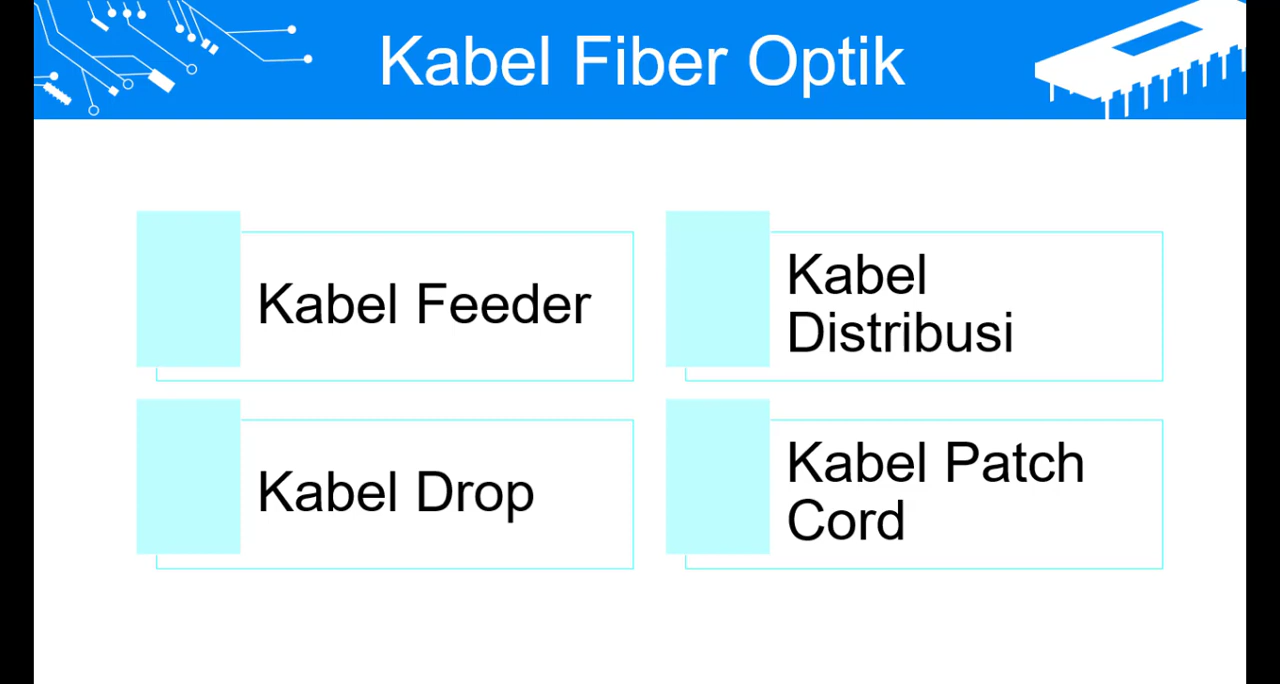 Kabel Fiber Optik
Kabel Feeder
Kabel
Distribusi
Kabel Drop
Kabel Patch
Cord